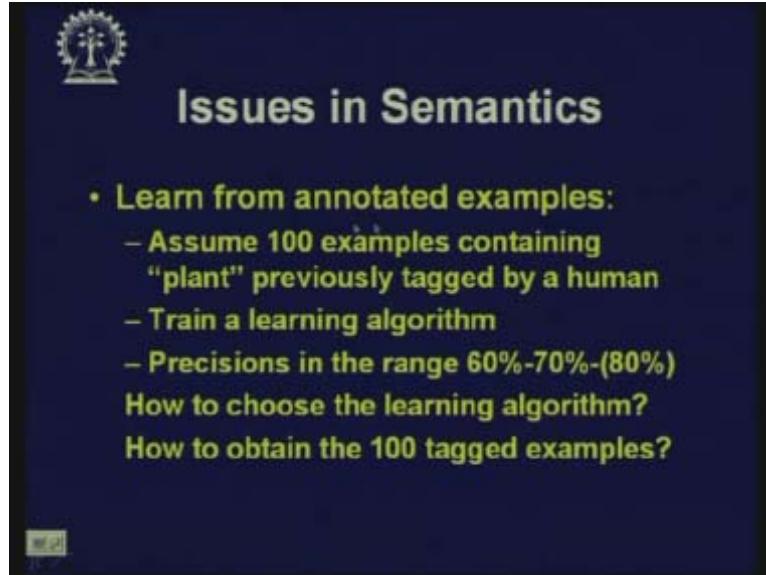 Issues in Semantics
• Learn from annotated examples:
– Assume 100 examples containing
“plant” previously tagged by a human
– Train a learning algorithm
– Precisions in the range 60%-70%-(80%)
How to choose the learning algorithm?
How to obtain the 100 tagged examples?